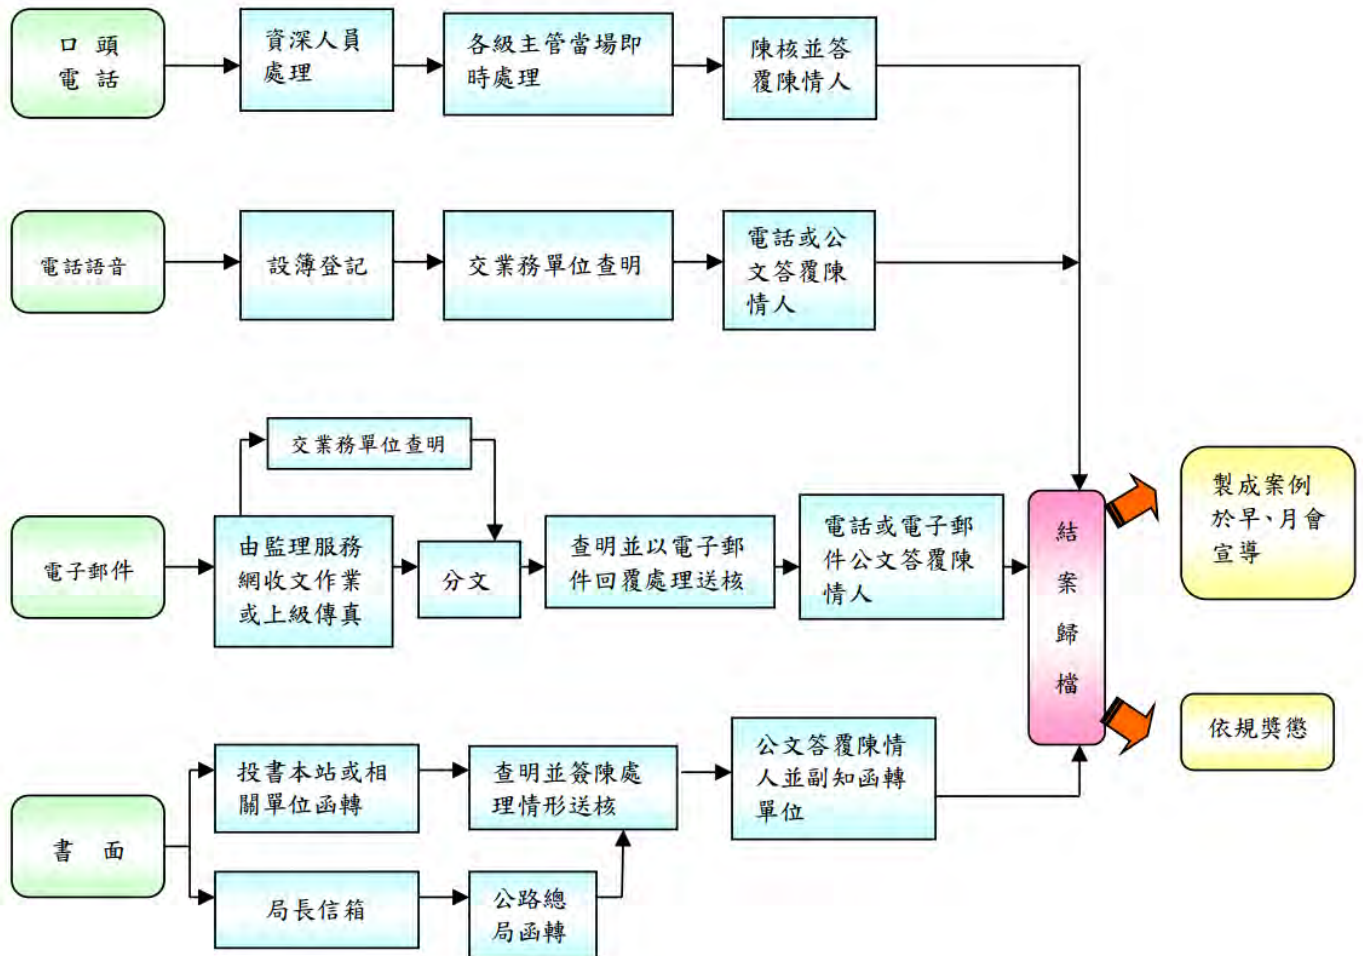 口 頭
電 話
資深人員
處理
各級主管當場即
時處理
陳核並答
覆陳情人
電話語音
設簿登記
交業務單位查明
電話或公
文答覆陳
情人
交業務單位查明
電子郵件
由監理服務
網收文作業
或上級傳真
分文
查明並以電子郵
件回覆處理送核
電話或電子郵
件公文答覆陳
情人
結
案
歸
檔
製成案例
於早、月會
宣導
依規獎懲
書 面
投書本站或相
關單位函轉
查明並簽陳處
理情形送核
公文答覆陳情
人並副知函轉
單位
局長信箱
公路總
局函轉